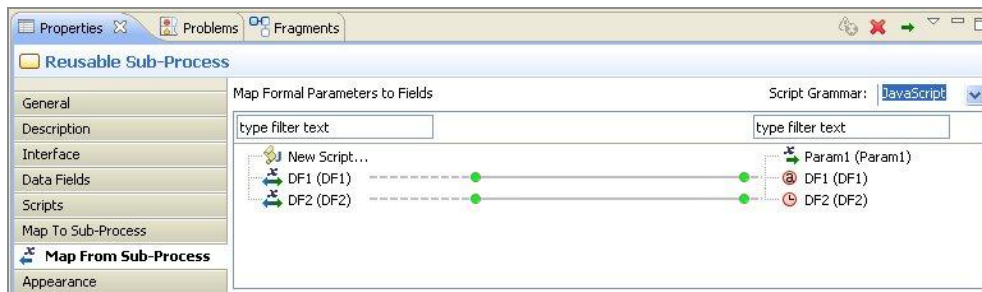 Properties Problems Fragments
Reusable Sub-Process
General
Description
Interface
Data Fields
Scripts
Map To Sub-Process
Map From Sub-Process
Appearance
Map Formal Parameters to Fields Script Grammar: JavaScript
type filter text type filter text
New Script... Param1 (Param1)
DF1 (DF1) DF1 (DF1)
DF2 (DF2) DF2 (DF2)